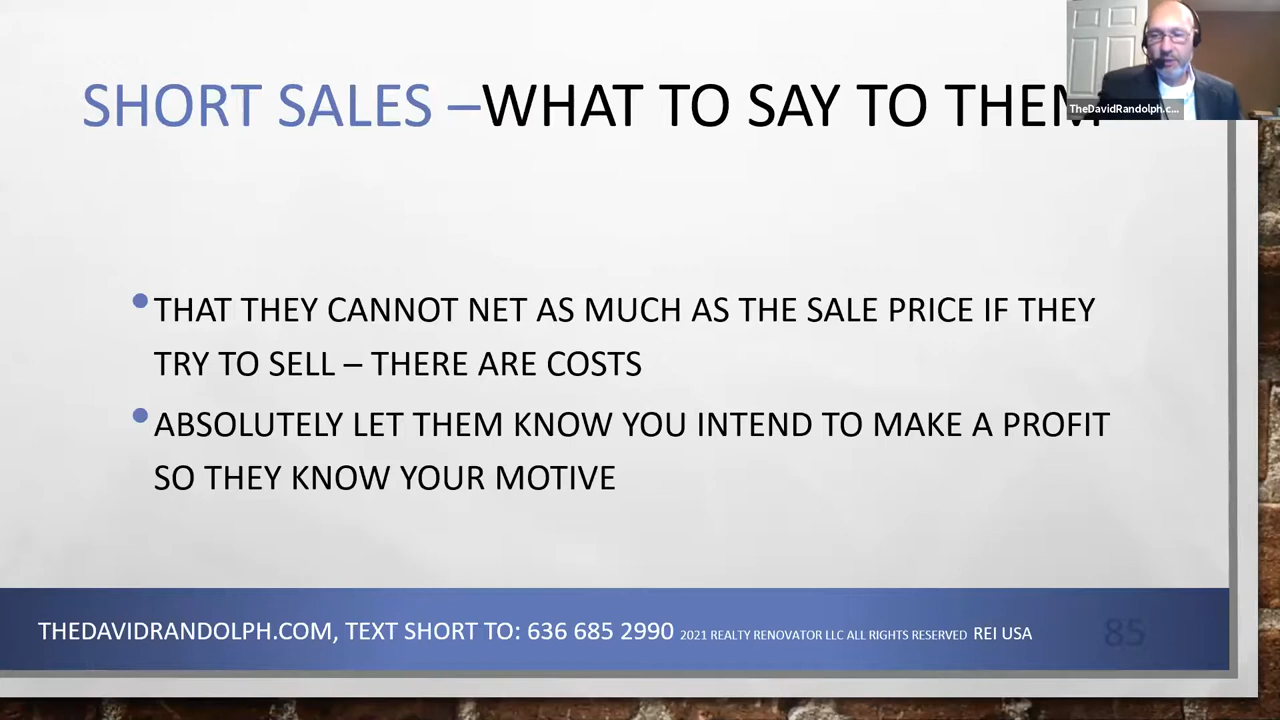 SHORT SALES –WHAT TO SAY TO THEM
TheDavidRandolph.c...
•THAT THEY CANNOT NET AS MUCH AS THE SALE PRICE IF THEY
TRY TO SELL – THERE ARE COSTS
•ABSOLUTELY LET THEM KNOW YOU INTEND TO MAKE A PROFIT
SO THEY KNOW YOUR MOTIVE
THEDAVIDRANDOLPH.COM, TEXT SHORT TO: 636 685 2990 2021 REALTY RENOVATOR LLC ALL RIGHTS RESERVED REI USA 85